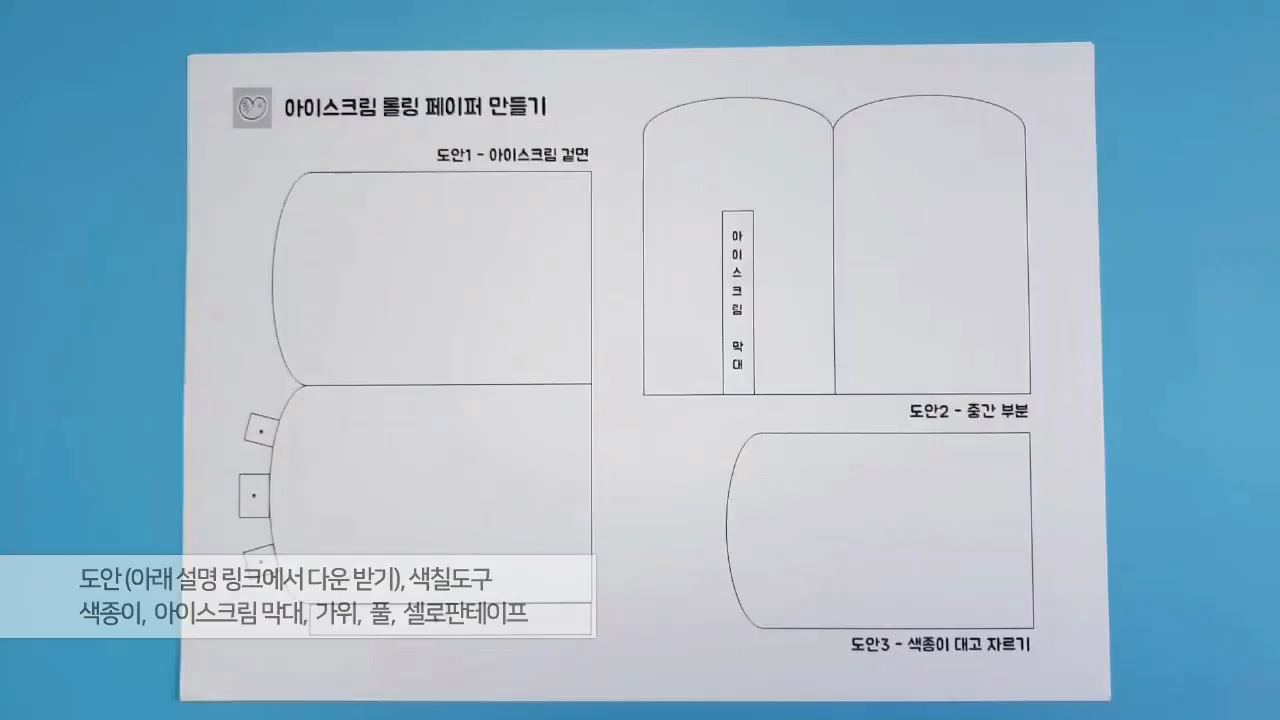 아이스크림 롤링 페이퍼 만들기
도안1 - 아이스크림 겉면
아이스크림 막대
도안2 - 중간 부분
도안3 - 색종이 대고 자르기
도안 (아래 설명 링크에서 다운 받기), 색칠도구
색종이, 아이스크림 막대, 가위, 풀, 셀로판테이프